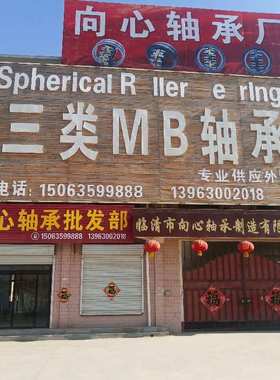 向心轴承厂
Spherical R ller e ring
三类MB轴承
专业供应外
电话：15063599888 13963002018
心轴承批发部
15063599888 13963002018
临清市向心轴承制造有限
福
福